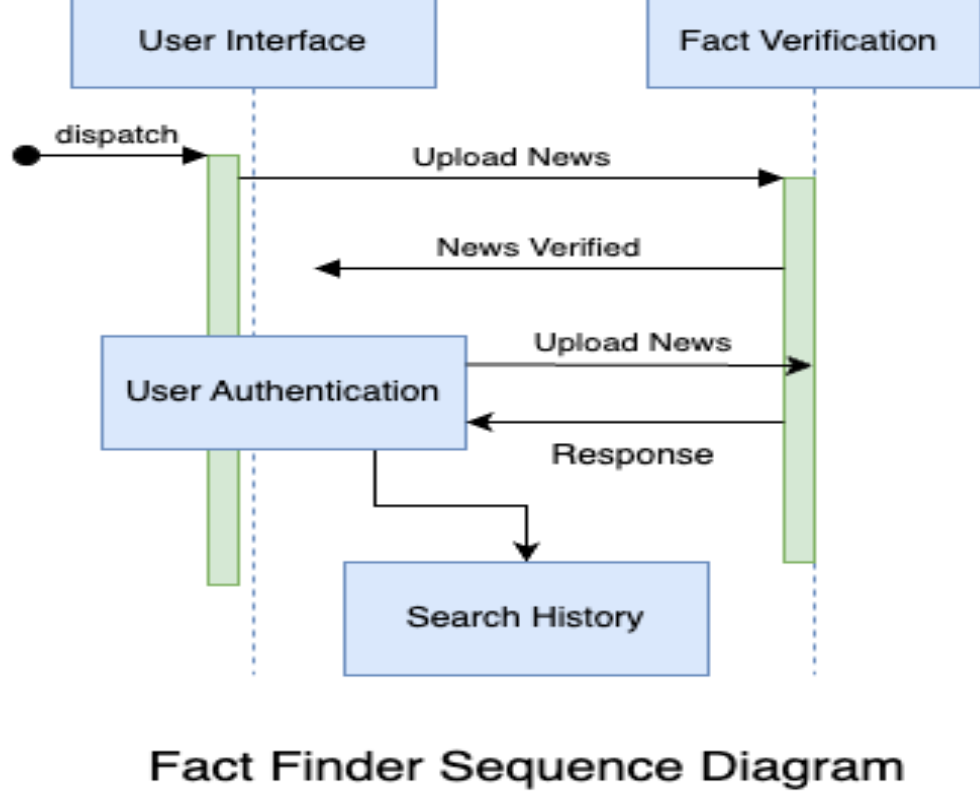 User Interface
Fact Verification
dispatch
Upload News
News Verified
Upload News
User Authentication
Response
Search History
Fact Finder Sequence Diagram